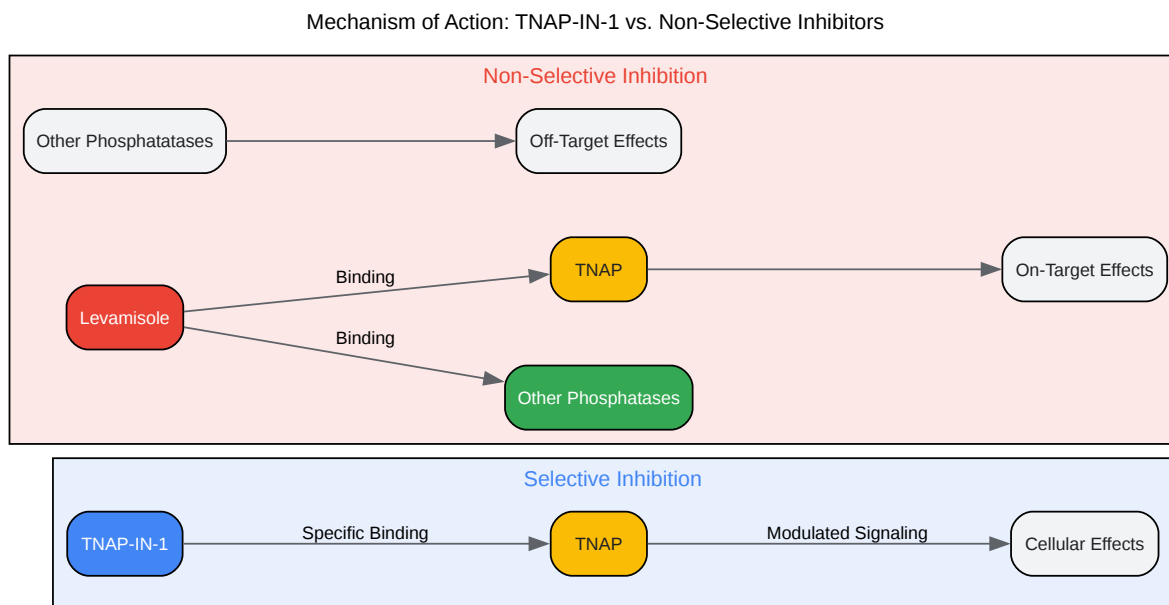 Mechanism of Action: TNAP-IN-1 vs. Non-Selective Inhibitors
Non-Selective Inhibition
Other Phosphatatases
Off-Target Effects
Binding
TNAP
On-Target Effects
Levamisole
Binding
Other Phosphatases
Selective Inhibition
TNAP-IN-1
Specific Binding
TNAP
Modulated Signaling
Cellular Effects